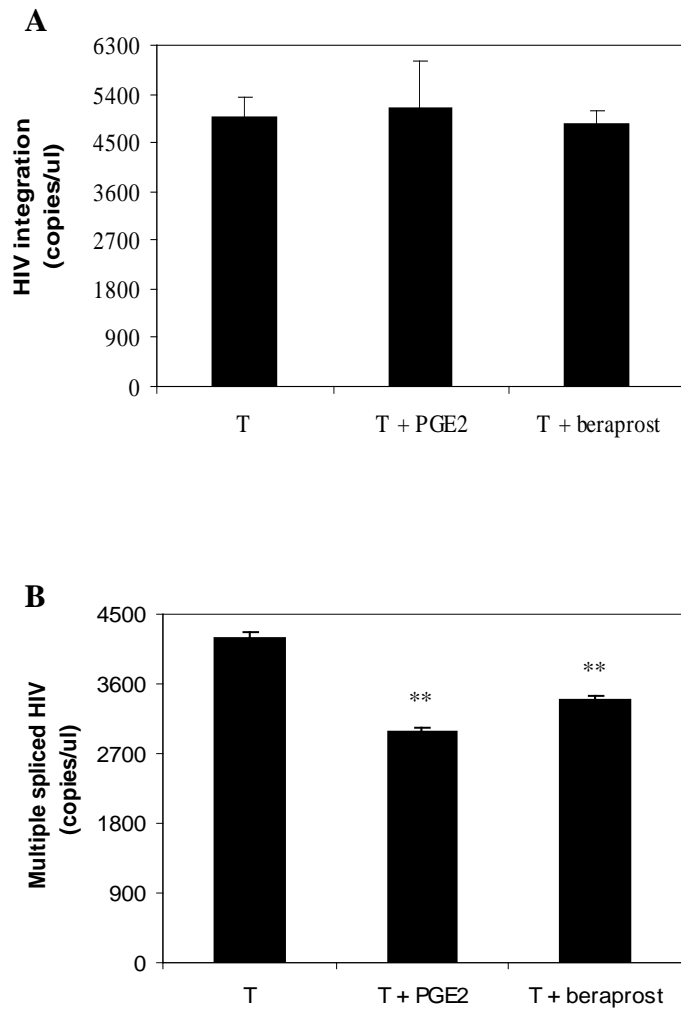 A
HIV integration
(copies/ul)
6300
5400
4500
3600
2700
1800
900
0
T
T + PGE2
T + beraprost
B
Multiple spliced HIV
(copies/ul)
4500
3600
2700
1800
900
0
**
**
T
T + PGE2
T + beraprost